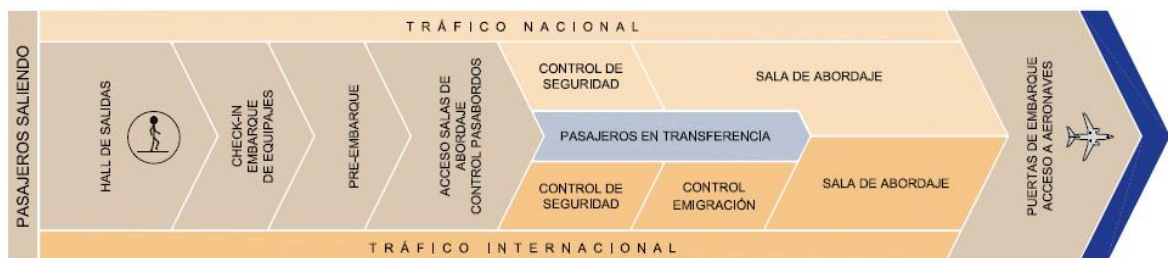 PASAJEROS SALIENDO
TRÁFICO NACIONAL
HALL DE SALIDAS
CHECK-IN
EMBARQUE
DE EQUIPAJES
PRE-EMBARQUE
ACCESO SALAS DE
ABORDAJE
CONTROL PASABORDOS
CONTROL DE
SEGURIDAD
SALA DE ABORDAJE
PASAJEROS EN TRANSFERENCIA
CONTROL DE
SEGURIDAD
CONTROL
EMIGRACIÓN
SALA DE ABORDAJE
PUERTAS DE EMBARQUE
ACCESO A AERONAVES
TRÁFICO INTERNACIONAL